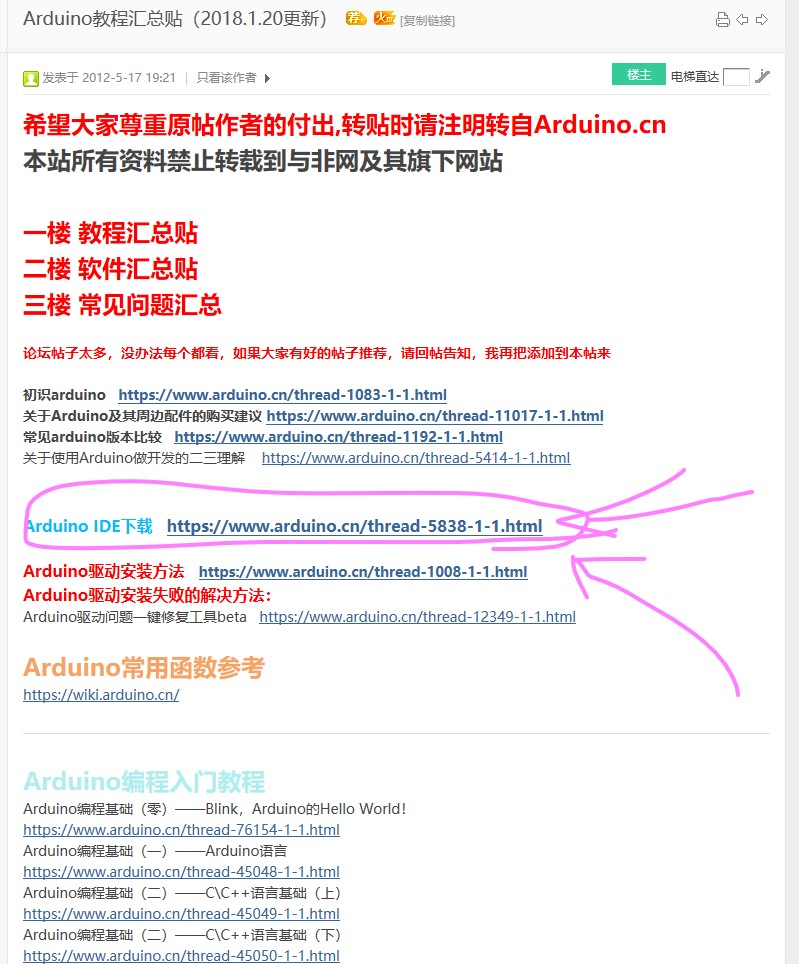 Arduino教程汇总贴（2018.1.20更新） 荐 火 [复制链接]
发表于 2012-5-17 19:21 | 只看该作者 楼主 电梯直达
希望大家尊重原帖作者的付出,转贴时请注明转自Arduino.cn
本站所有资料禁止转载到与非网及其旗下网站
一楼 教程汇总贴
二楼 软件汇总贴
三楼 常见问题汇总
论坛帖子太多，没办法每个都看，如果大家有好的帖子推荐，请回帖告知，我再把添加到本帖来
初识arduino https://www.arduino.cn/thread-1083-1-1.html
关于Arduino及其周边配件的购买建议 https://www.arduino.cn/thread-11017-1-1.html
常见arduino版本比较 https://www.arduino.cn/thread-1192-1-1.html
关于使用Arduino做开发的二三理解 https://www.arduino.cn/thread-5414-1-1.html
Arduino IDE下载 https://www.arduino.cn/thread-5838-1-1.html
Arduino驱动安装方法 https://www.arduino.cn/thread-1008-1-1.html
Arduino驱动安装失败的解决方法：
Arduino驱动问题一键修复工具beta https://www.arduino.cn/thread-12349-1-1.html
Arduino常用函数参考
https://wiki.arduino.cn/
Arduino编程入门教程
Arduino编程基础（零）——Blink，Arduino的Hello World！
https://www.arduino.cn/thread-76154-1-1.html
Arduino编程基础（一）——Arduino语言
https://www.arduino.cn/thread-45048-1-1.html
Arduino编程基础（二）——C\C++语言基础（上）
https://www.arduino.cn/thread-45049-1-1.html
Arduino编程基础（二）——C\C++语言基础（下）
https://www.arduino.cn/thread-45050-1-1.html